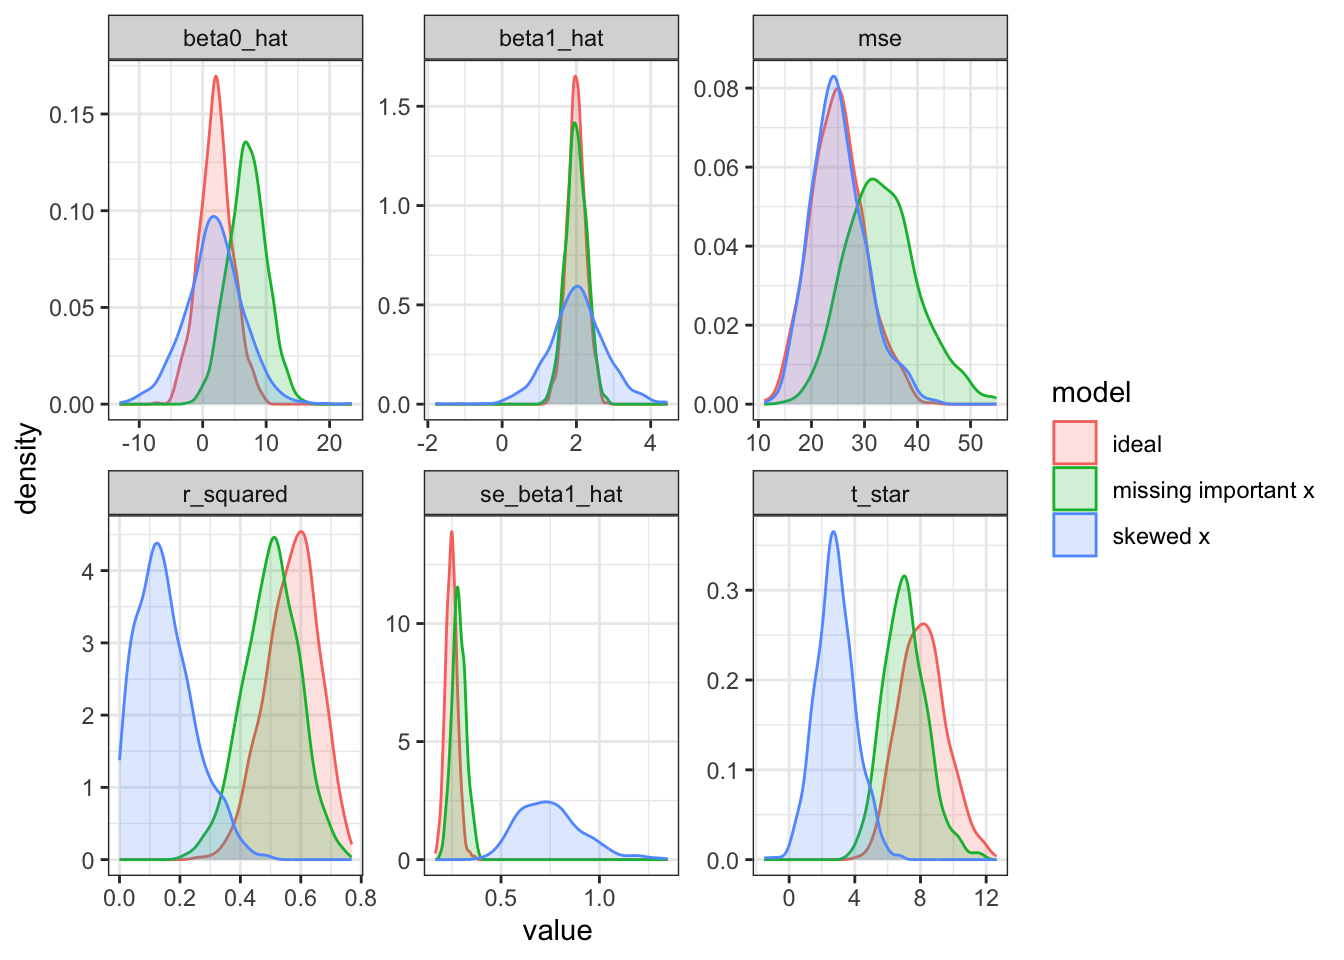 beta0_hat
beta1_hat
mse
0.15
0.10
0.05
0.00
-10 0 10 20
1.5
1.0
0.5
0.0
-2 0 2 4
0.08
0.06
0.04
0.02
0.00
10 20 30 40 50
density
r_squared
se_beta1_hat
t_star
4
3
2
1
0
0.0 0.2 0.4 0.6 0.8
10
5
0
0.5 1.0
0.3
0.2
0.1
0.0
0 4 8 12
value
model
ideal
missing important x
skewed x